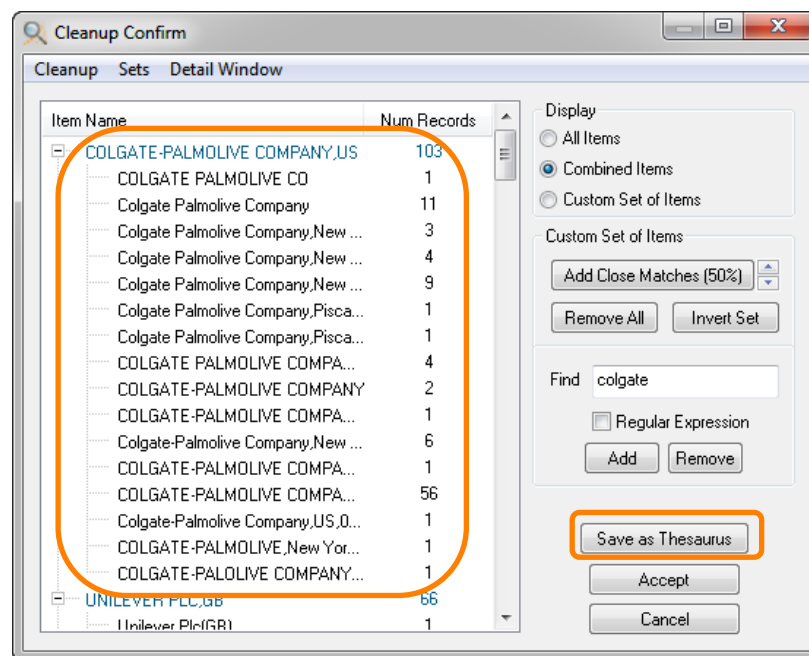 Cleanup Confirm
Cleanup Sets Detail Window
Item Name Num Records
COLGATE-PALMOLIVE COMPANY,US 103
COLGATE PALMOLIVE CO 1
Colgate Palmolive Company 11
Colgate Palmolive Company,New ... 3
Colgate Palmolive Company,New ... 4
Colgate Palmolive Company,New ... 9
Colgate Palmolive Company,Pisca... 1
Colgate Palmolive Company,Pisca... 1
COLGATE PALMOLIVE COMPA... 4
COLGATE-PALMOLIVE COMPANY 2
COLGATE-PALMOLIVE COMPA... 1
Colgate-Palmolive Company,New ... 6
COLGATE-PALMOLIVE COMPA... 1
COLGATE-PALMOLIVE COMPA... 56
Colgate-Palmolive Company,US,0... 1
COLGATE-PALMOLIVE,New Yor... 1
COLGATE-PALOLIVE COMPANY... 1
UNILEVER PLC,GB 66
Unilever Plc(GB) 1
Display
All Items
Combined Items
Custom Set of Items
Custom Set of Items
Add Close Matches (50%)
Remove All Invert Set
Find colgate
Regular Expression
Add Remove
Save as Thesaurus
Accept
Cancel